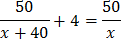 50/(x + 40) + 4 = 50/x